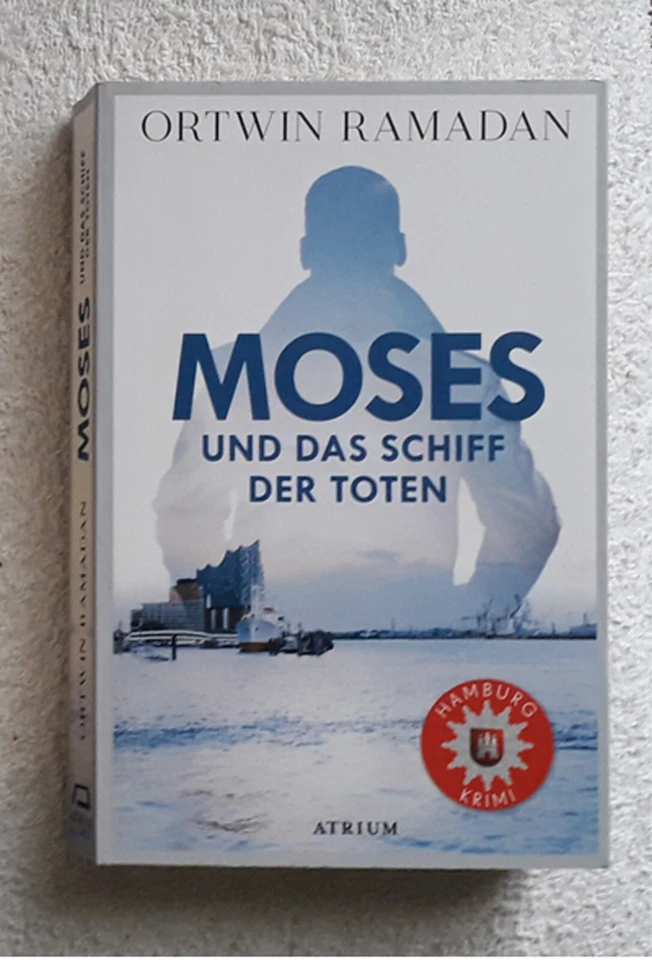 ORTWIN RAMADAN
MOSES
UND DAS SCHIFF
DER TOTEN
HAMBURG
KRIMI
ATRIUM
ORTWIN RAMADAN
MOSES
UND DAS SCHIFF
DER TOTEN